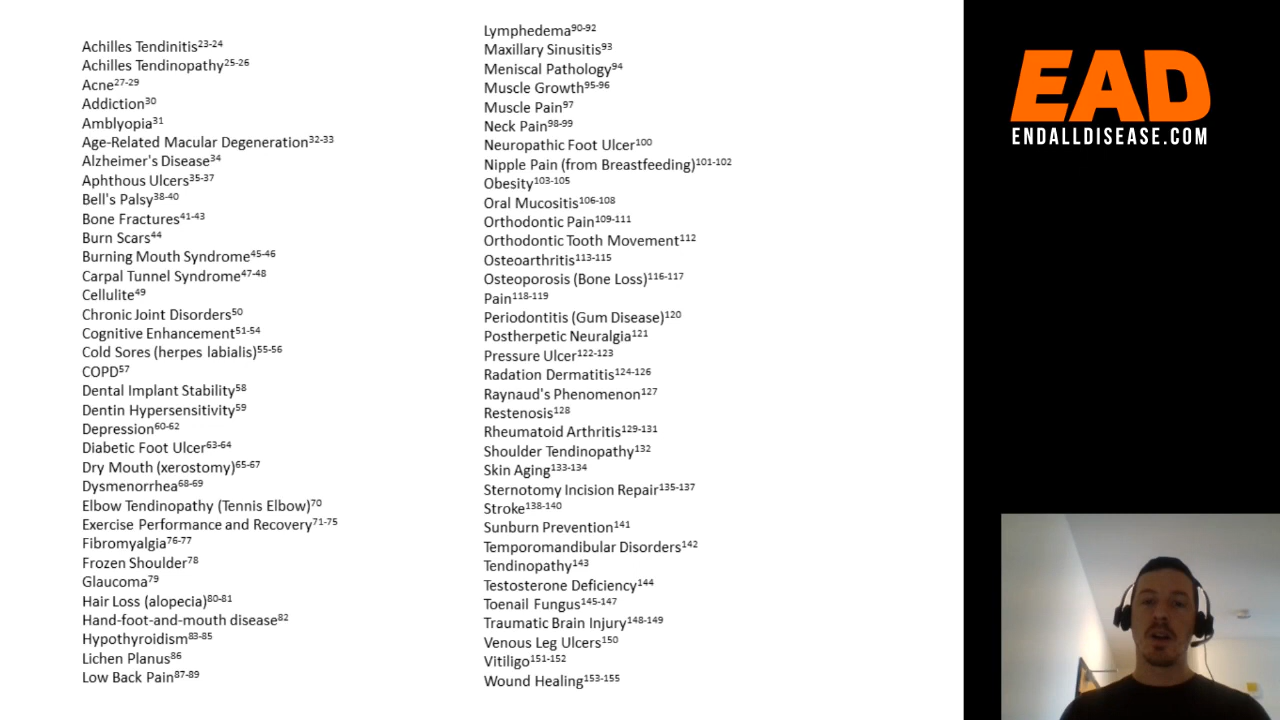 Achilles Tendinitis23-24
Achilles Tendinopathy25-26
Acne27-29
Addiction30
Amblyopia31
Age-Related Macular Degeneration32-33
Alzheimer's Disease34
Aphthous Ulcers35-37
Bell's Palsy38-40
Bone Fractures41-43
Burn Scars44
Burning Mouth Syndrome45-46
Carpal Tunnel Syndrome47-48
Cellulite49
Chronic Joint Disorders50
Cognitive Enhancement51-54
Cold Sores (herpes labialis)55-56
COPD57
Dental Implant Stability58
Dentin Hypersensitivity59
Depression60-62
Diabetic Foot Ulcer63-64
Dry Mouth (xerostomy)65-67
Dysmenorrhea68-69
Elbow Tendinopathy (Tennis Elbow)70
Exercise Performance and Recovery71-75
Fibromyalgia76-77
Frozen Shoulder78
Glaucoma79
Hair Loss (alopecia)80-81
Hand-foot-and-mouth disease82
Hypothyroidism83-85
Lichen Planus86
Low Back Pain87-89
Lymphedema90-92
Maxillary Sinusitis93
Meniscal Pathology94
Muscle Growth95-96
Muscle Pain97
Neck Pain98-99
Neuropathic Foot Ulcer100
Nipple Pain (from Breastfeeding)101-102
Obesity103-105
Oral Mucositis106-108
Orthodontic Pain109-111
Orthodontic Tooth Movement112
Osteoarthritis113-115
Osteoporosis (Bone Loss)116-117
Pain118-119
Periodontitis (Gum Disease)120
Postherpetic Neuralgia121
Pressure Ulcer122-123
Radation Dermatitis124-126
Raynaud's Phenomenon127
Restenosis128
Rheumatoid Arthritis129-131
Shoulder Tendinopathy132
Skin Aging133-134
Sternotomy Incision Repair135-137
Stroke138-140
Sunburn Prevention141
Temporomandibular Disorders142
Tendinopathy143
Testosterone Deficiency144
Toenail Fungus145-147
Traumatic Brain Injury148-149
Venous Leg Ulcers150
Vitiligo151-152
Wound Healing153-155
EAD
ENDALLDISEASE.COM